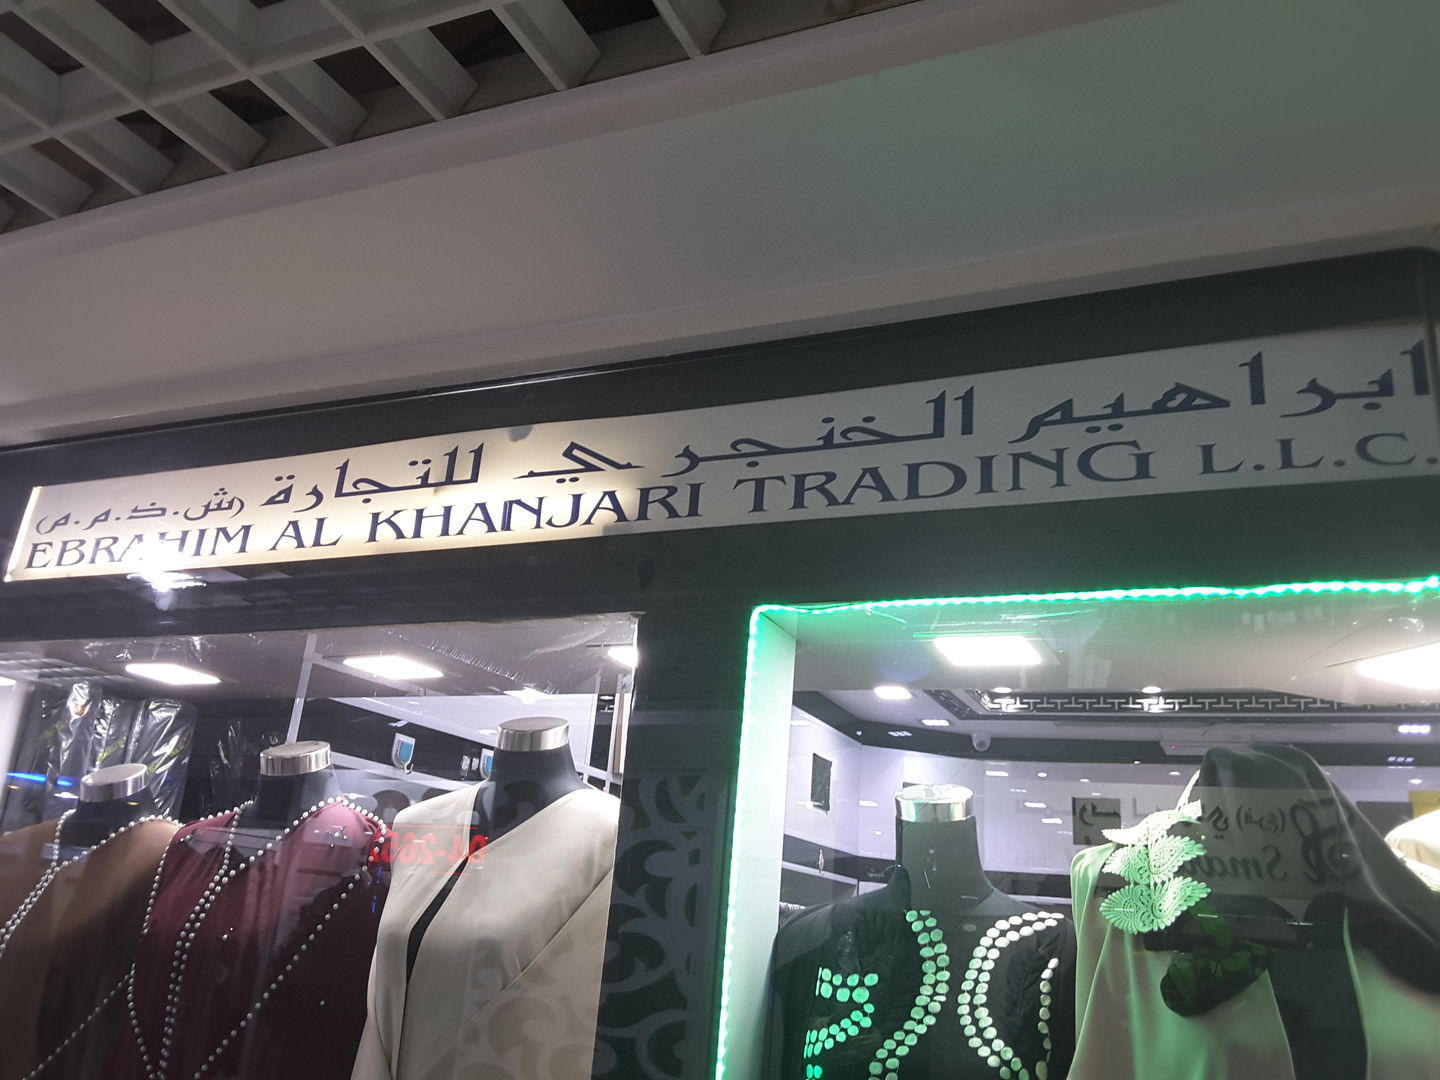 ابراهيم الخنجري للتجارة (ش.ذ.م.م)
EBRAHIM AL KHANJARI TRADING L.L.C.